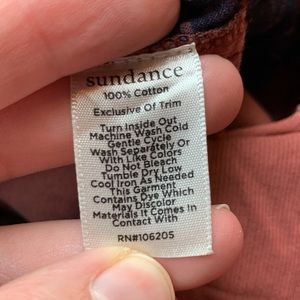 sundance
100% Cotton
Exclusive Of Trim
Turn Inside Out
Machine Wash Cold
Gentle Cycle
Wash Separately Or
With Like Colors
Do Not Bleach
Tumble Dry Low
Cool Iron As Needed
This Garment
Contains Dye Which
May Discolor
Materials It Comes In
Contact With
RN#106205